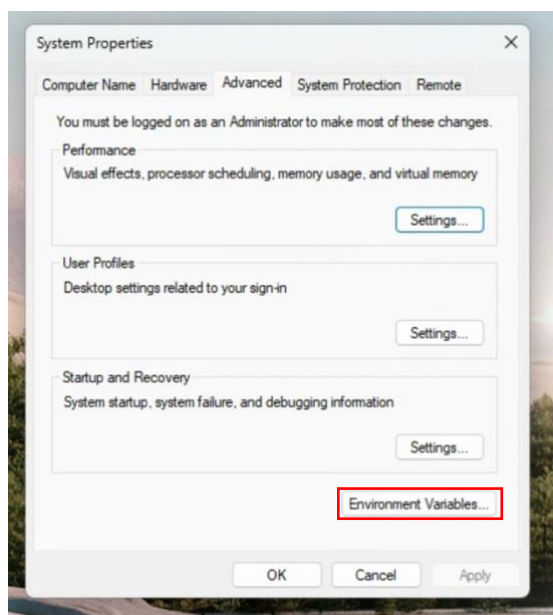 System Properties
Computer Name Hardware Advanced System Protection Remote
You must be logged on as an Administrator to make most of these changes.
Performance
Visual effects, processor scheduling, memory usage, and virtual memory
Settings...
User Profiles
Desktop settings related to your sign-in
Settings...
Startup and Recovery
System startup, system failure, and debugging information
Settings...
Environment Variables...
OK Cancel Apply